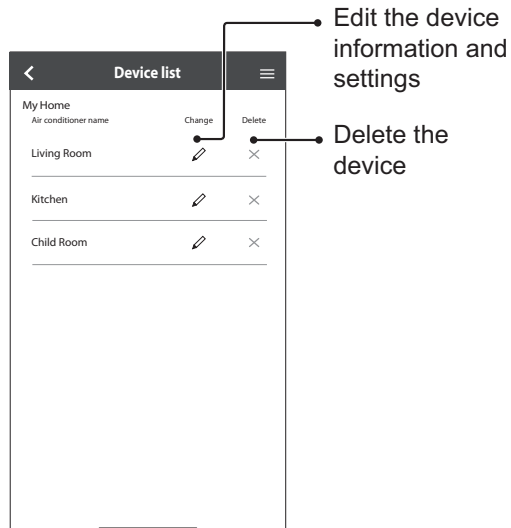 Edit the device
information and
settings
Device list
My Home
Air conditioner name Change Delete
Delete the
device
Living Room
Kitchen
Child Room